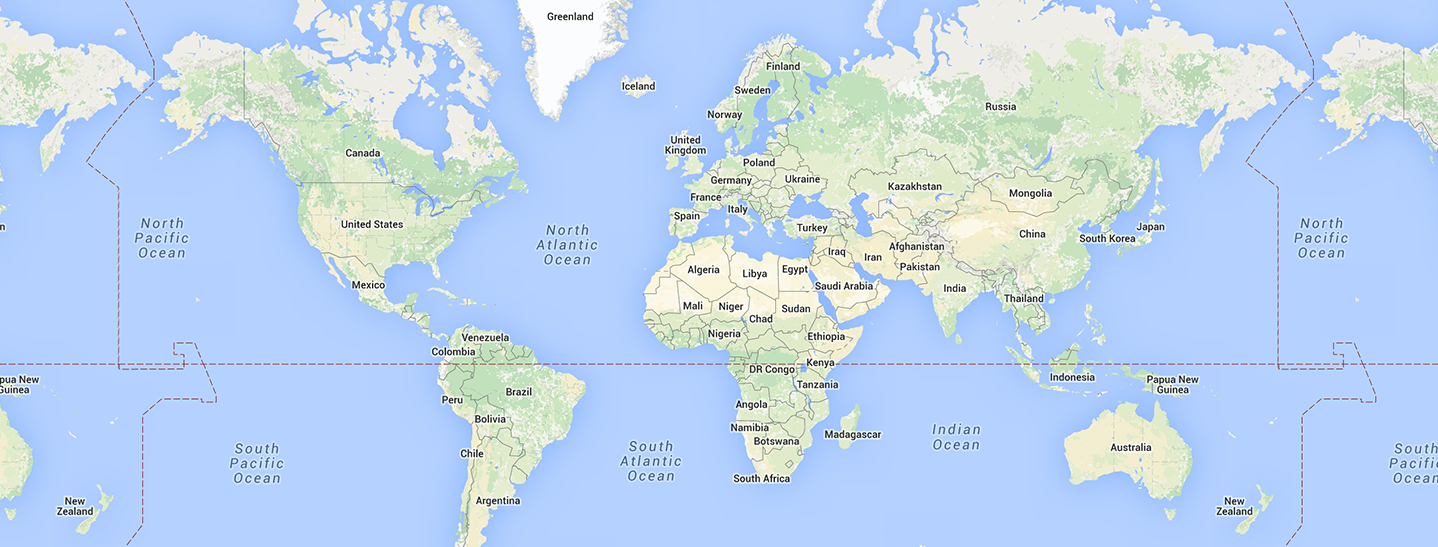 Greenland
Iceland
Finland
Sweden
Norway
Russia
United
Kingdom
Canada
Poland
Germany
Ukraine
Kazakhstan
Mongolia
France
Italy
Spain
North
Pacific
Ocean
United States
North
Atlantic
Ocean
Turkey
China
South Korea
Japan
North
Pacific
Ocean
n
Iraq
Iran
Afghanistan
Pakistan
Algeria
Libya
Egypt
Saudi Arabia
India
Mexico
Mali
Niger
Chad
Sudan
Thailand
Nigeria
Ethiopia
Venezuela
Colombia
Kenya
DR Congo
Tanzania
Indonesia
Papua New
Guinea
pua New
Guinea
Peru
Brazil
Angola
Bolivia
Namibia
Botswana
Madagascar
Indian
Ocean
Australia
South
Pacific
Ocean
Chile
South
Atlantic
Ocean
South Africa
South
Pacific
Ocean
New
Zealand
Argentina
New
Zealand